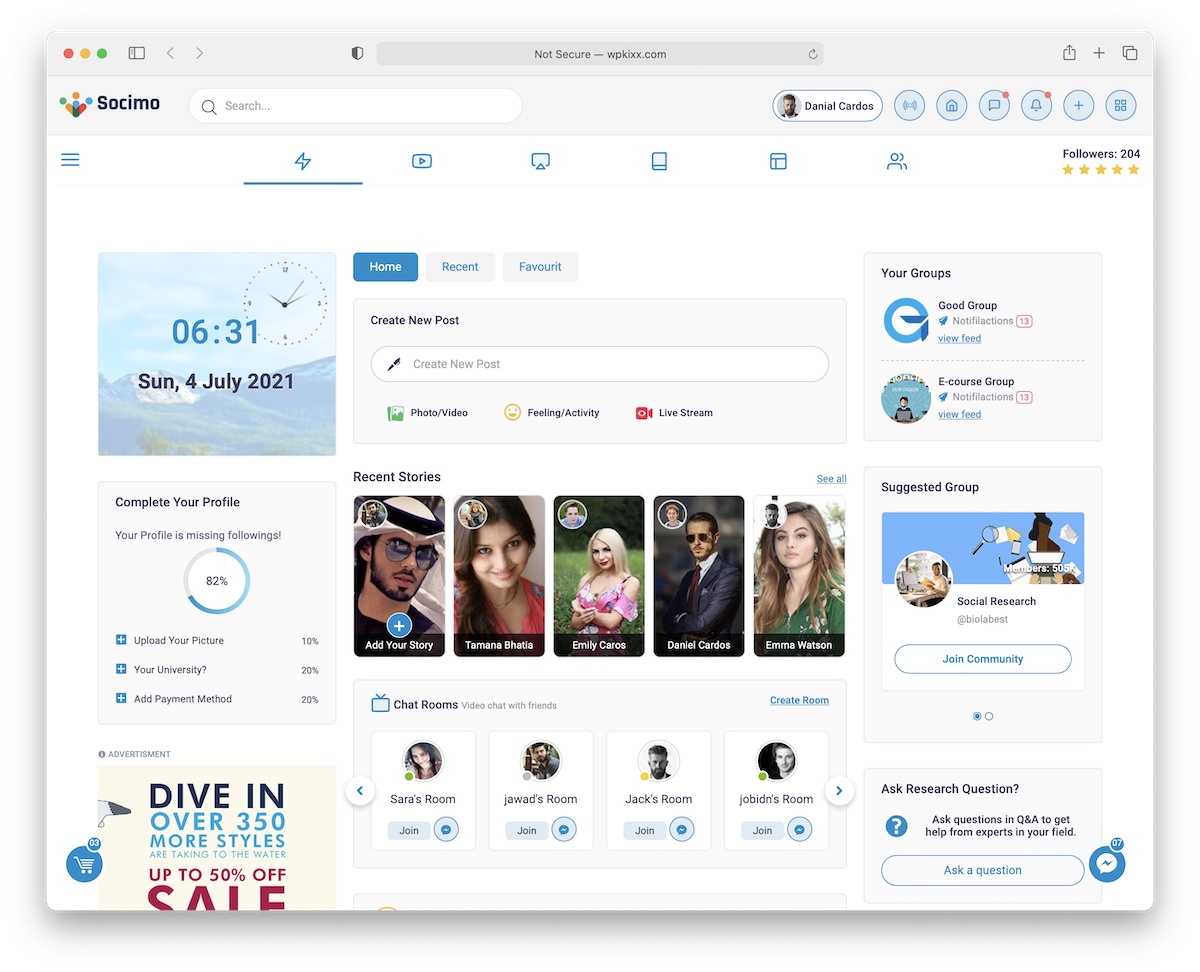 Not Secure — wpkixx.com
Socimo
Search...
Danial Cardos
Followers: 204
12
3
6
9
06:31
Sun, 4 July 2021
Complete Your Profile
Your Profile is missing followings!
82%
Upload Your Picture 10%
Your University? 20%
Add Payment Method 20%
ADVERTISMENT
DIVE IN
OVER 350
MORE STYLES
ARE TAKING TO THE WATER
UP TO 50% OFF
SALE
03
Home Recent Favourit
Create New Post
Create New Post
Photo/Video Feeling/Activity Live Stream
Recent Stories See all
Add Your Story Tamana Bhatia Emily Caros Daniel Cardos Emma Watson
Chat Rooms Video chat with friends Create Room
Sara's Room jawad's Room Jack's Room jobidn's Room
Join Join Join Join
Your Groups
Good Group
Notifilactions 13
view feed
E-course Group
Notifilactions 13
view feed
Suggested Group
Members: 505K
Social Research
@biolabest
Join Community
Ask Research Question?
?
Ask questions in Q&A to get
help from experts in your field.
Ask a question
07